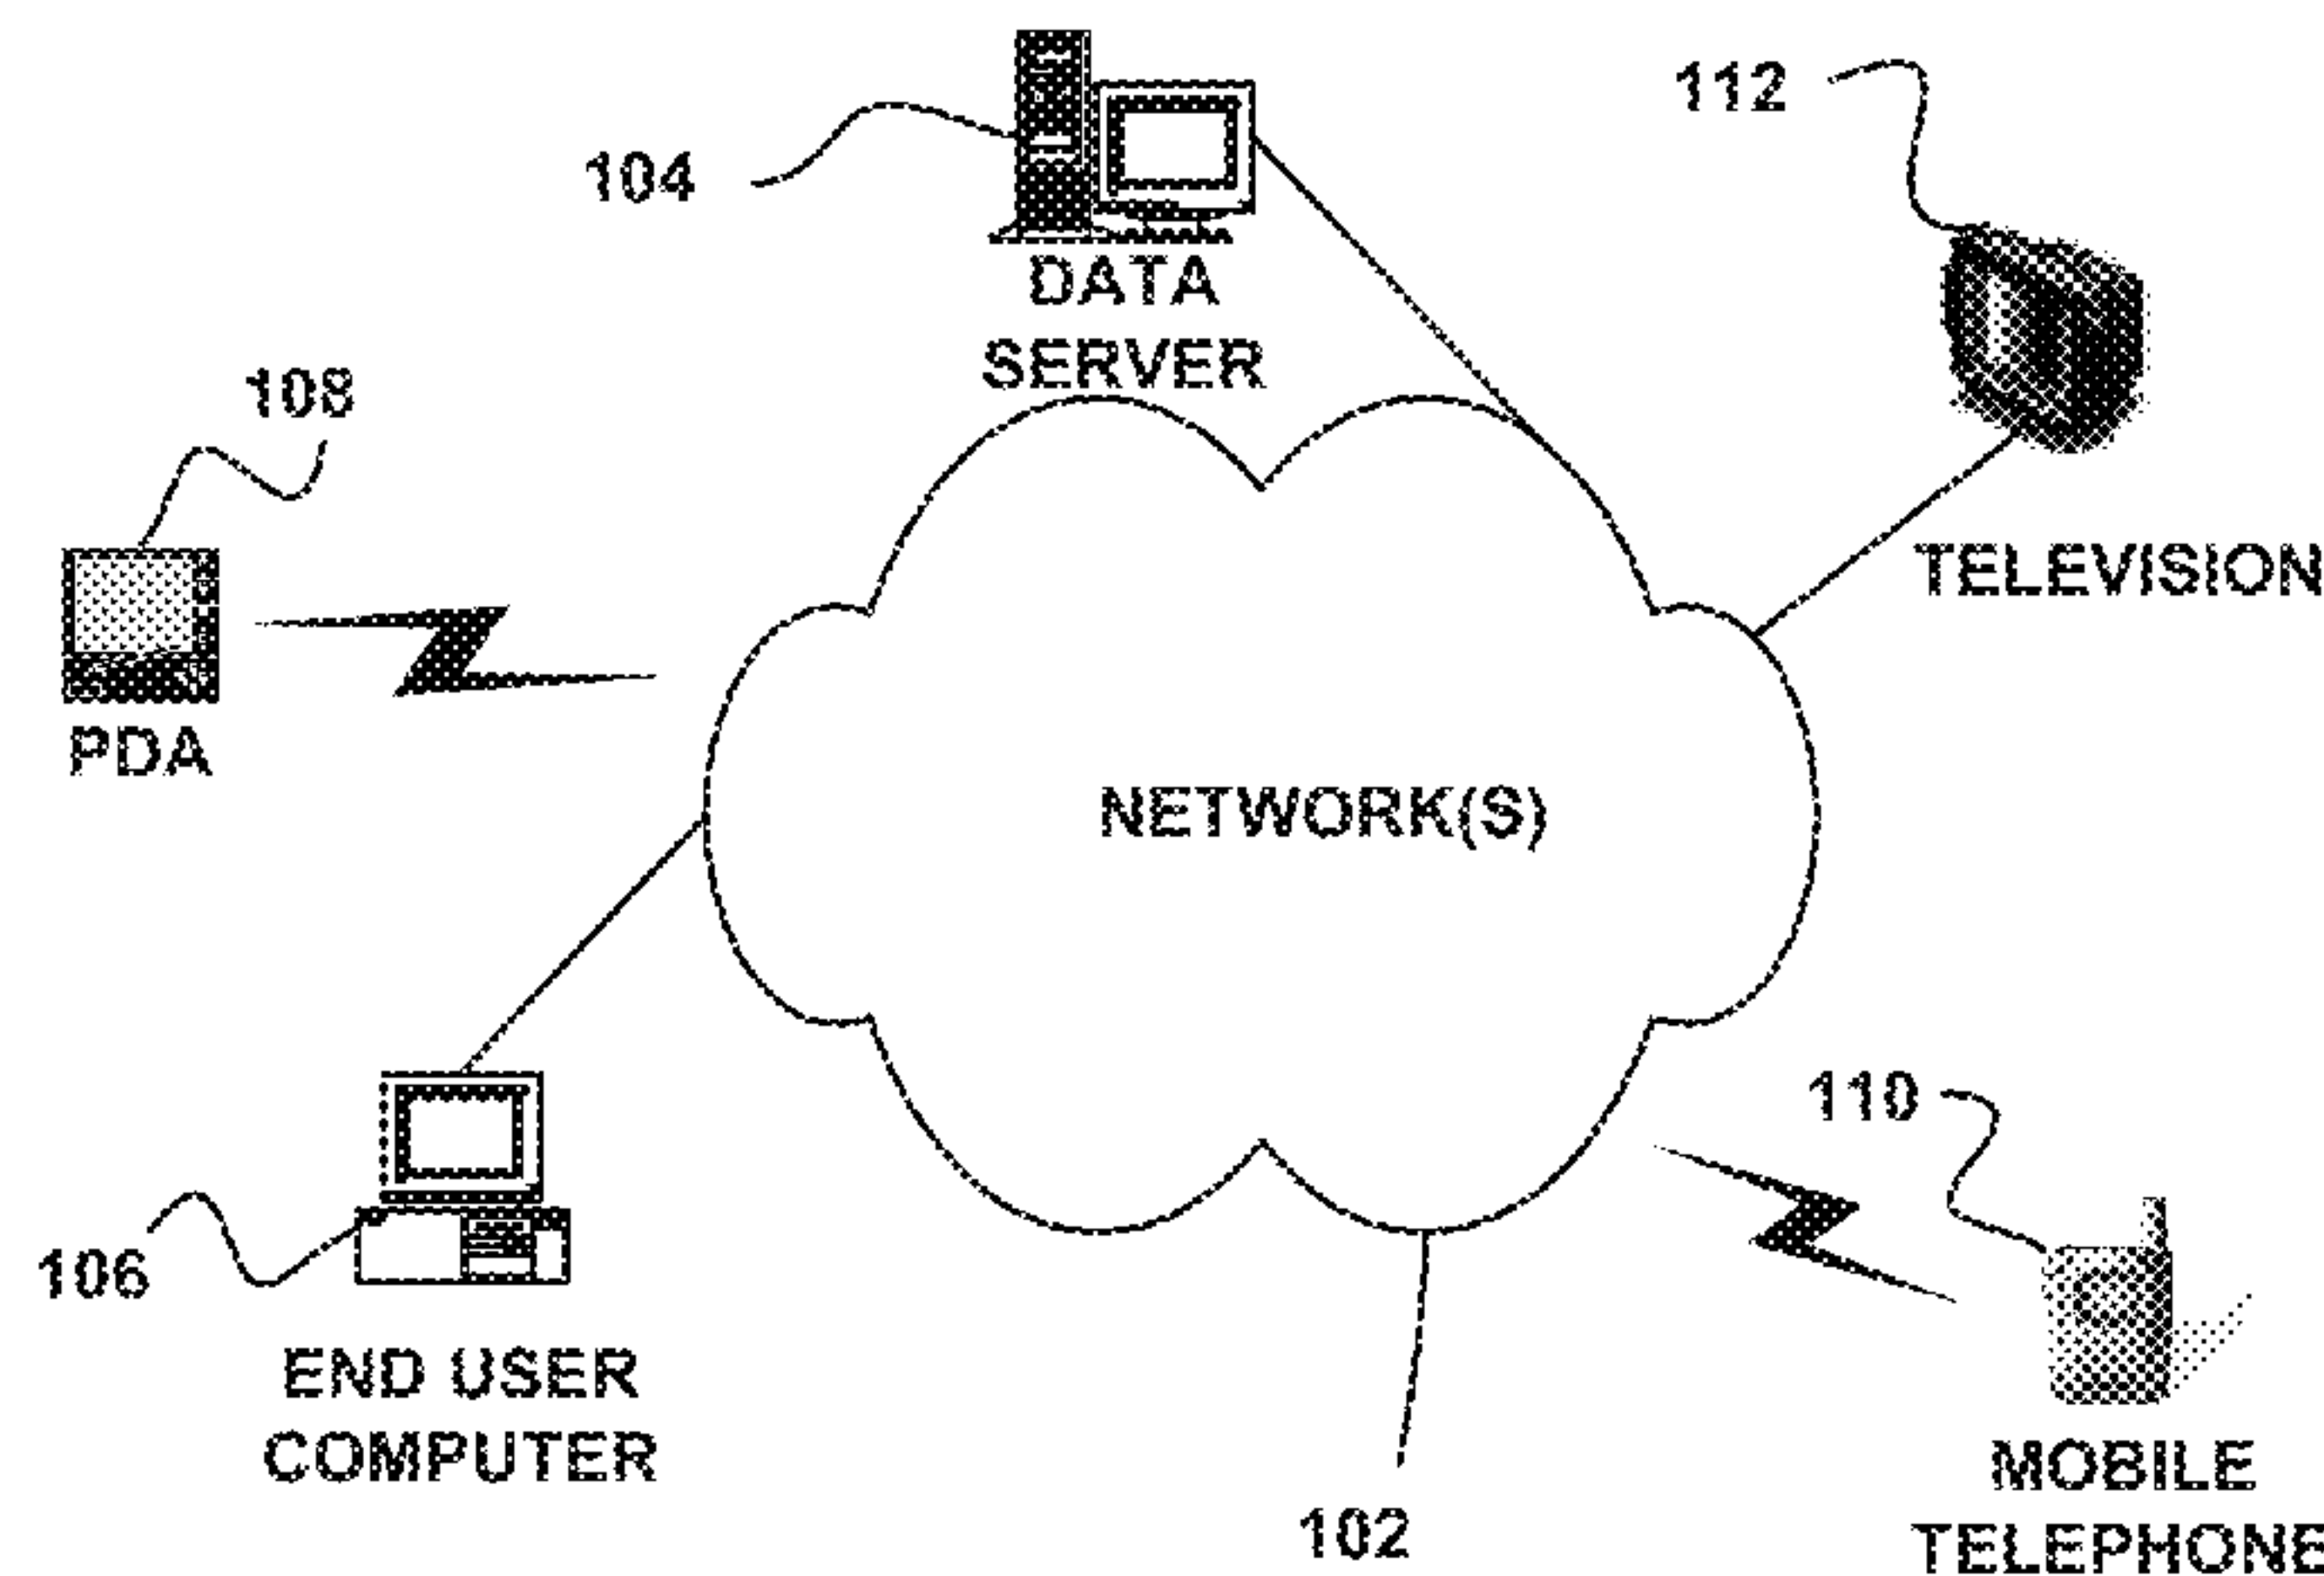 112
104
DATA
SERVER
108
TELEVISION
PDA
NETWORK(S)
110
106
END USER
COMPUTER
MOBILE
TELEPHONE
102